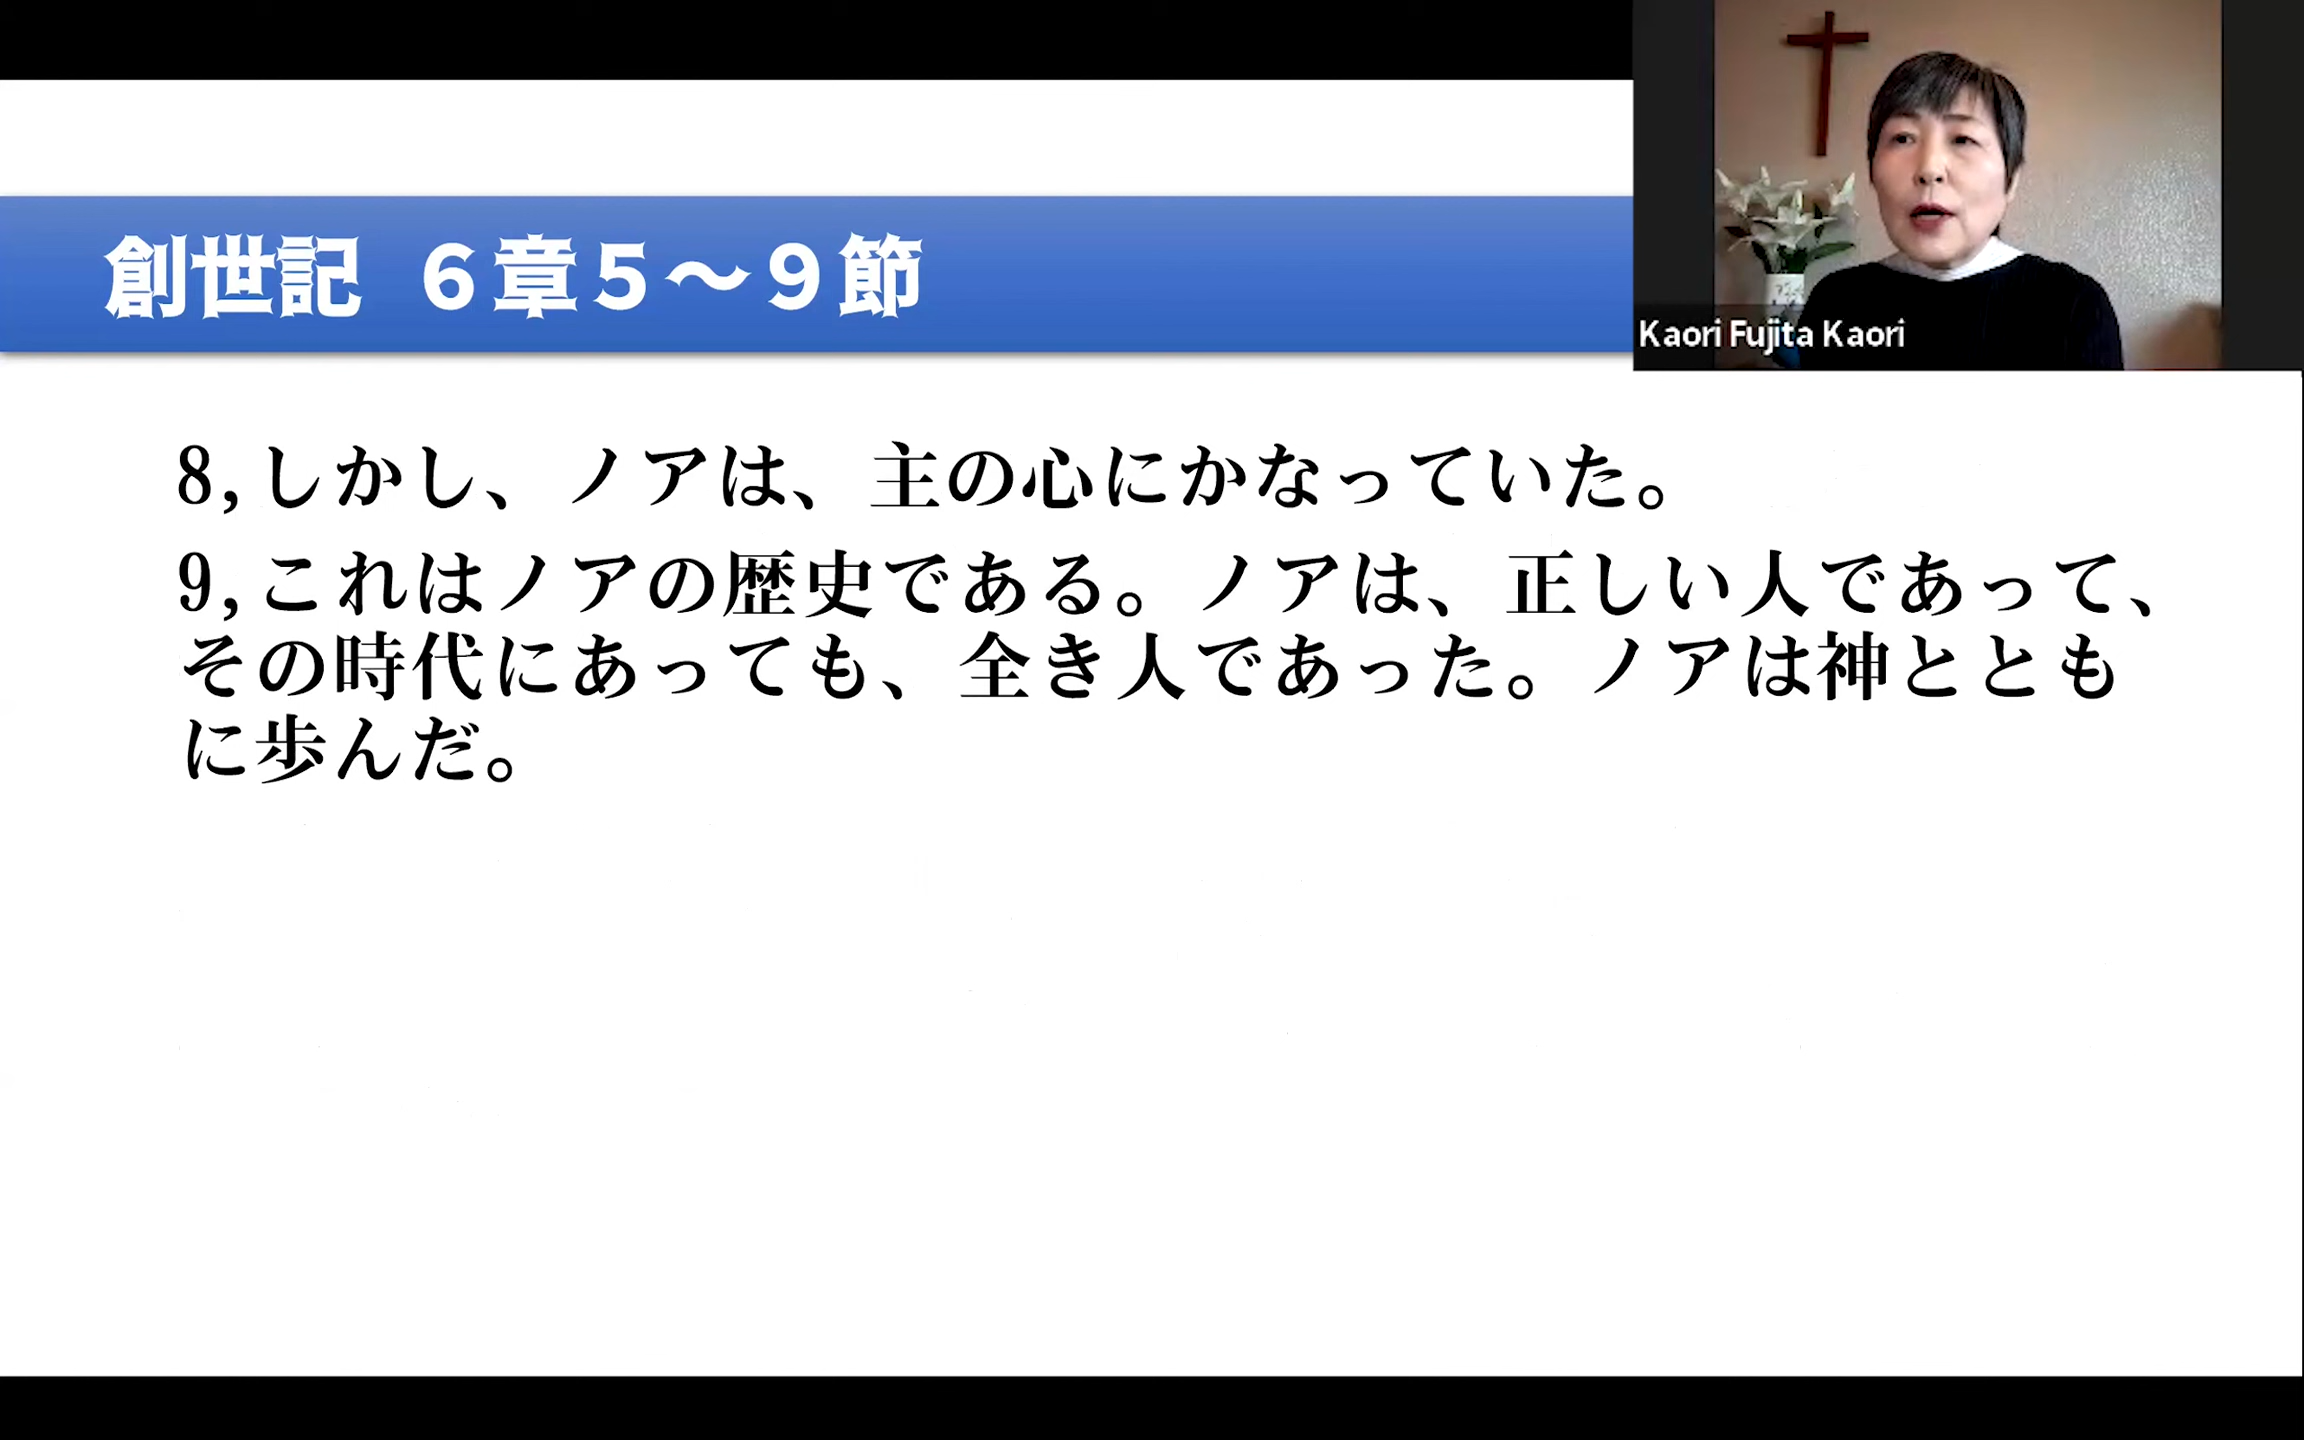 創世記 6章5～9節
Kaori Fujita Kaori
8,しかし、ノアは、主の心にかなっていた。
9,これはノアの歴史である。ノアは、正しい人であって、
その時代にあっても、全き人であった。ノアは神ととも
に歩んだ。